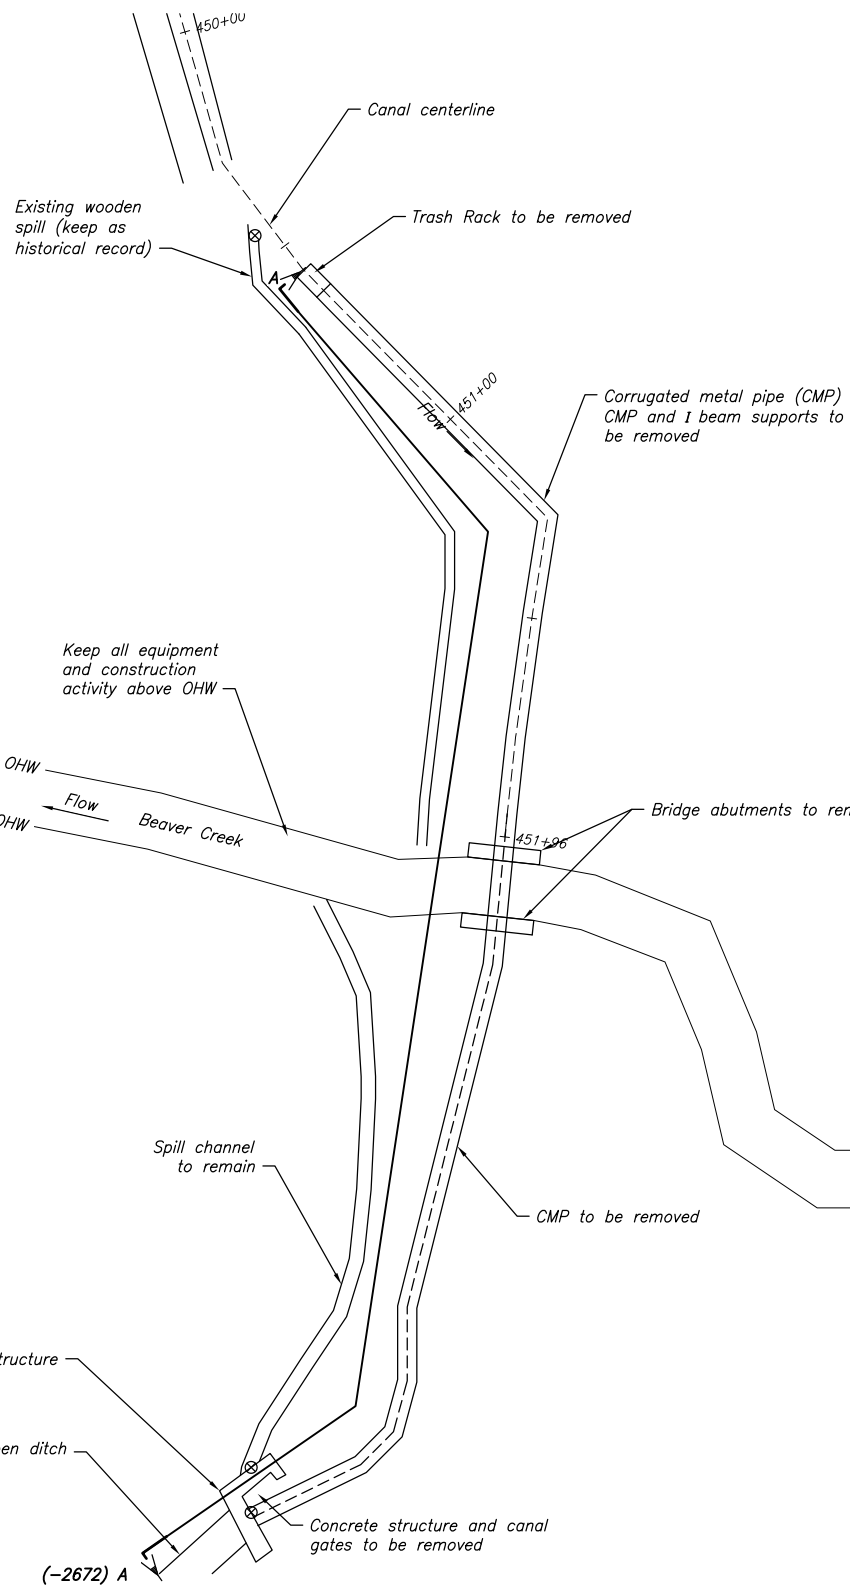 450+00
Canal centerline
Existing wooden
spill (keep as
historical record)
Trash Rack to be removed
A
451+00
Flow
Corrugated metal pipe (CMP)
CMP and I beam supports to
be removed
Keep all equipment
and construction
activity above OHW
OHW
Flow
Beaver Creek
OHW
Bridge abutments to
451+96
Spill channel
to remain
CMP to be removed
ditch
Concrete structure and canal
gates to be removed
(-2672) A